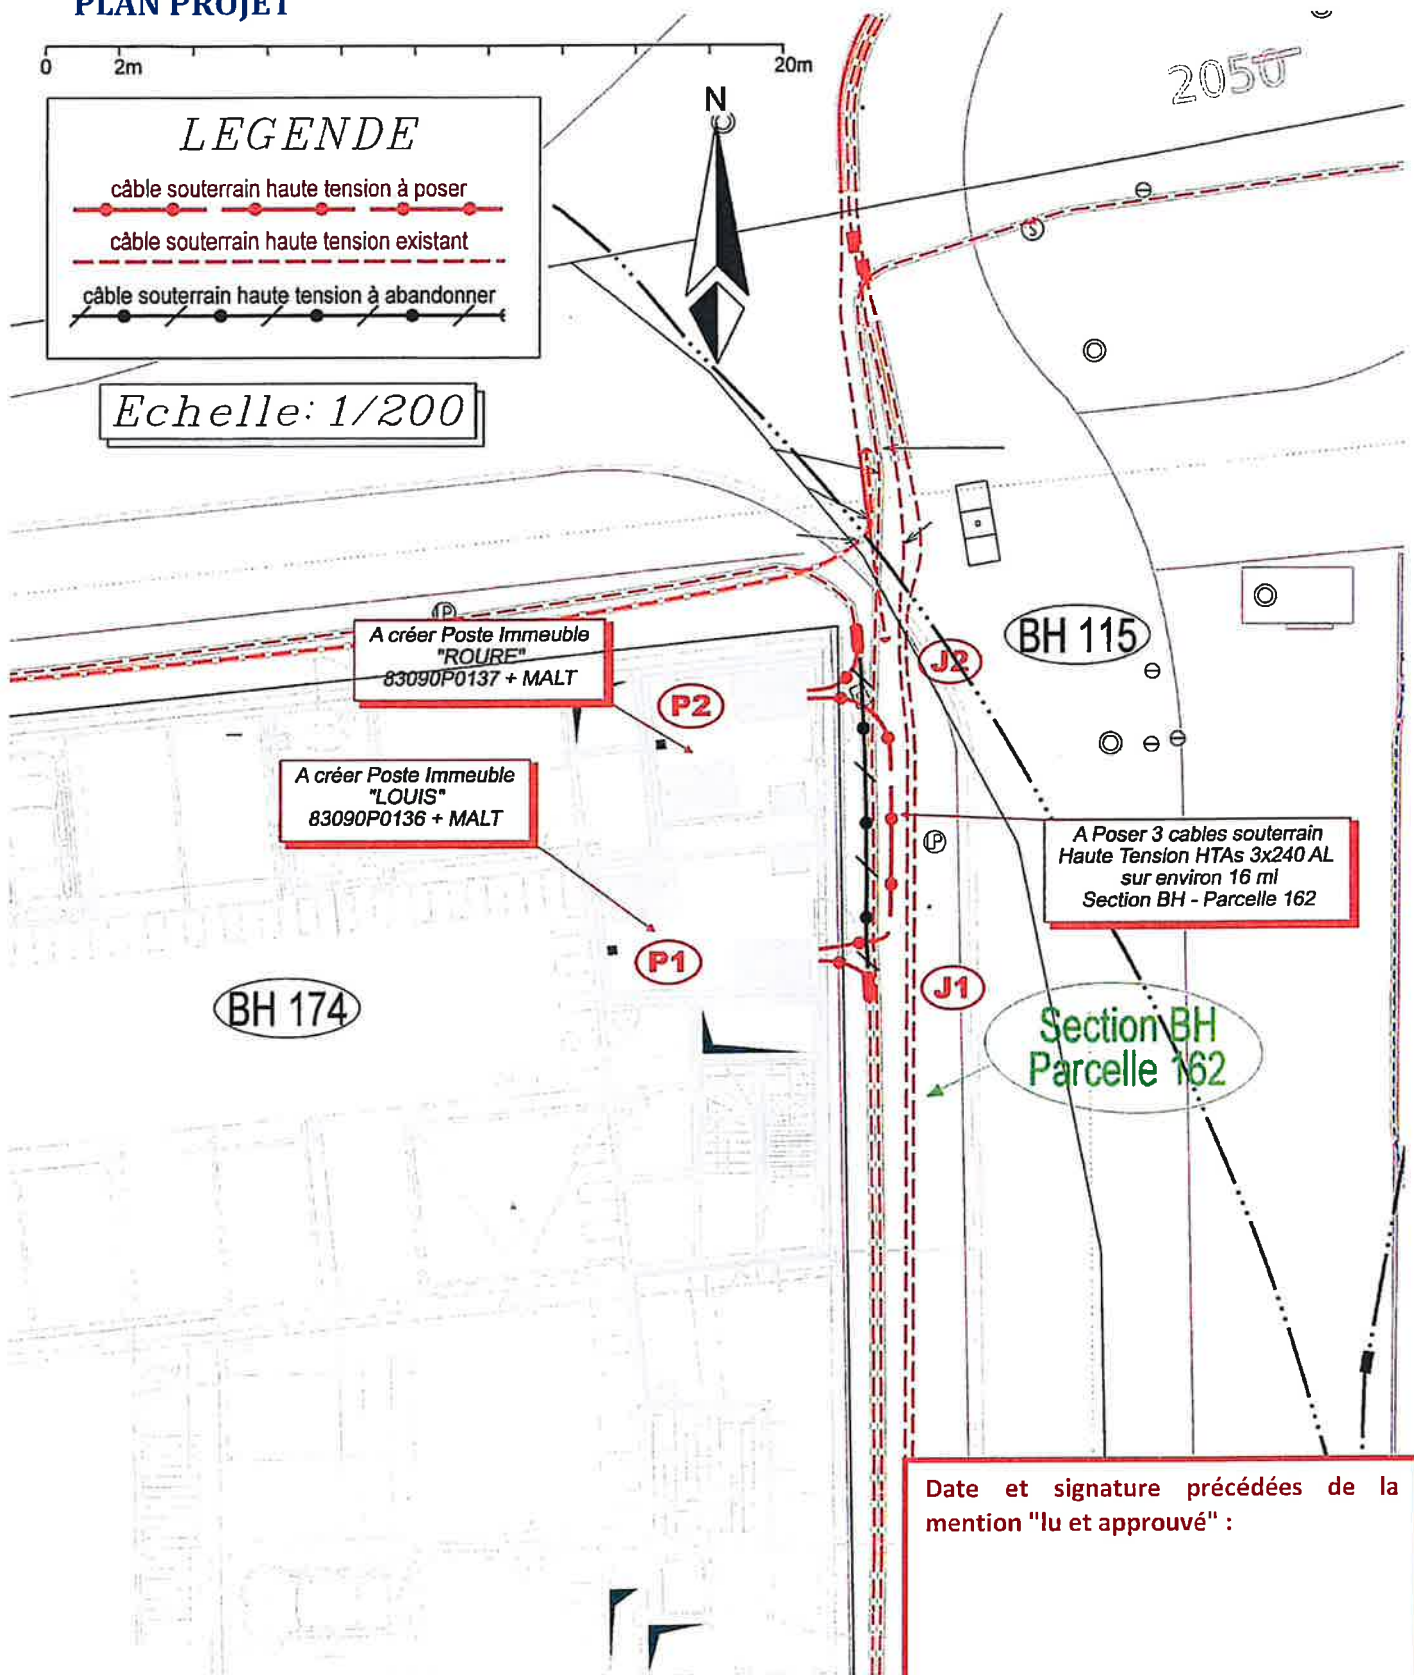 PLAN PROJET
0 2m 20m
LEGENDE
câble souterrain haute tension à poser
câble souterrain haute tension existant
câble souterrain haute tension à abandonner
Echelle: 1/200
N
2050
S
LP
A créer Poste Immeuble
"ROURE"
83090P0137 + MALT
P2
J2
BH 115
A créer Poste Immeuble
"LOUIS"
83090P0136 + MALT
LP
A Poser 3 cables souterrain
Haute Tension HTAs 3x240 AL
sur environ 16 ml
Section BH - Parcelle 162
P1
J1
BH 174
Section BH
Parcelle 162
Date et signature précédées de la
mention "lu et approuvé" :